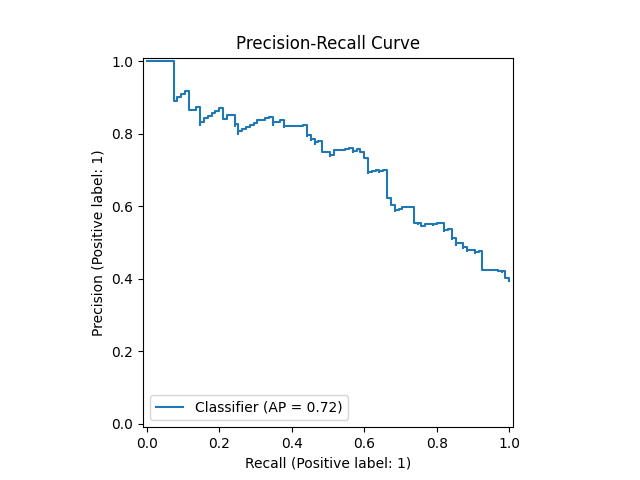 Precision-Recall Curve
1.0
0.8
0.6
0.4
0.2
0.0
Precision (Positive label: 1)
Classifier (AP = 0.72)
0.0 0.2 0.4 0.6 0.8 1.0
Recall (Positive label: 1)